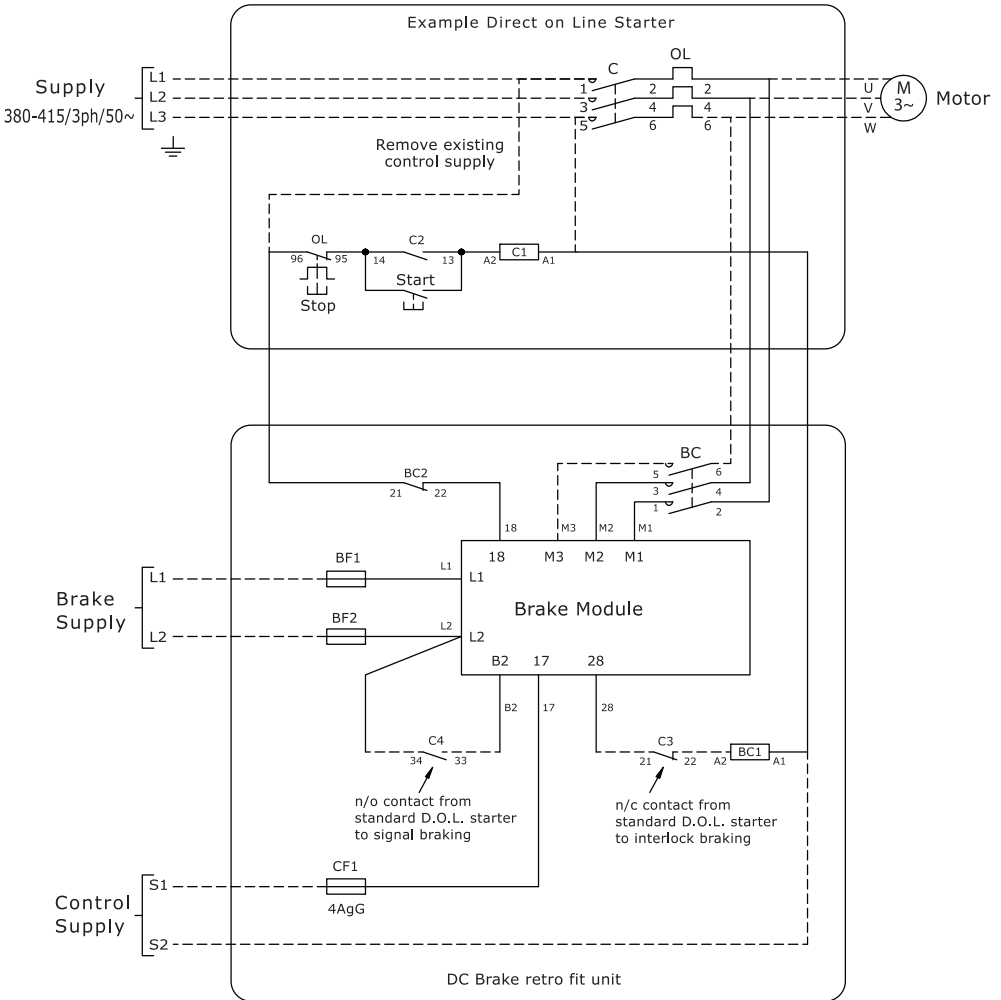 Example Direct on Line Starter
OL
C
Supply
380-415/3ph/50~
L1
L2
L3
1 2 2
3 4 4
5 6 6
U
V
W
M
3~
Motor
Remove existing
control supply
OL
96 95
Stop
C2
14 13
Start
A2 C1 A1
BC
5 6
3 4
1 2
BC2
21 22
18 M3 M2 M1
18 M3 M2 M1
Brake
Supply
L1
L2
BF1
BF2
L1
L1
L2
L2
Brake Module
B2 17 28
B2 17 28
C4
34 33
C3
21 22
A2 BC1 A1
n/o contact from
standard D.O.L. starter
to signal braking
n/c contact from
standard D.O.L. starter
to interlock braking
Control
Supply
S1
S2
CF1
4AgG
DC Brake retro fit unit